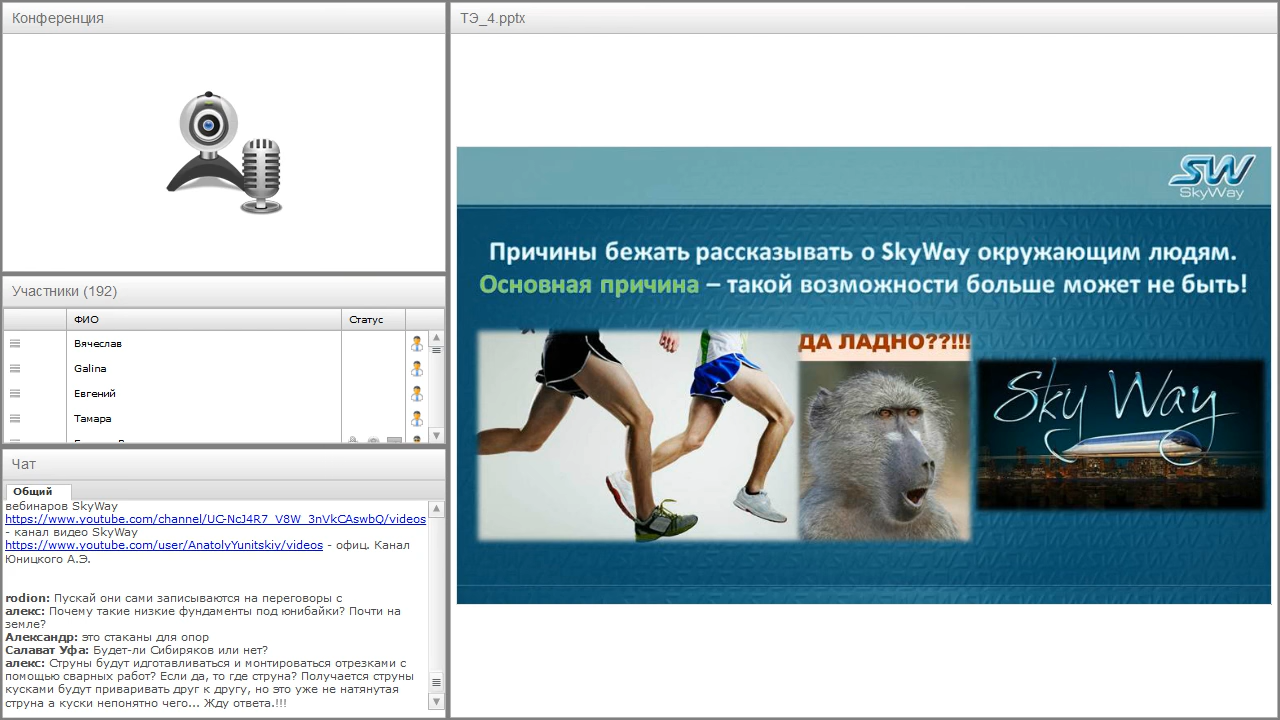 Конференция
ТЭ_4.pptx
SW
SkyWay
Причины бежать рассказывать о SkyWay окружающим людям.
Основная причина – такой возможности больше может не быть!
ДА ЛАДНО??!!!
Sky Way
Участники (192)
ФИО
Статус
Вячеслав
Galina
Евгений
Тамара
Чат
Общий
вебинаров SkyWay
https://www.youtube.com/channel/UC-NcJ4R7_V8W_3nVkCAswbQ/videos
- канал видео SkyWay
https://www.youtube.com/user/AnatolyYunitskiy/videos - офиц. Канал
Юницкого А.Э.
rodion: Пускай они сами записываются на переговоры с
алекс: Почему такие низкие фундаменты под юнибайки? Почти на
земле?
Александр: это стаканы для опор
Салават Уфа: Будет-ли Сибиряков или нет?
алекс: Струны будут идготавливаться и монтироваться отрезками с
помощью сварных работ? Если да, то где струна? Получается струны
кусками будут приваривать друг к другу, но это уже не натянутая
струна а куски непонятно чего... Жду ответа.!!!